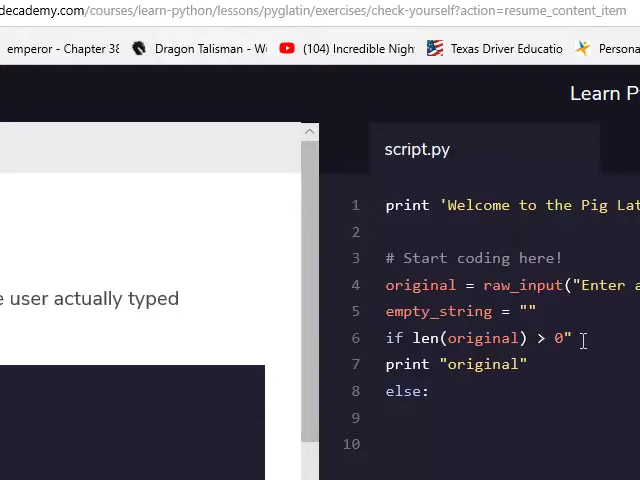 decademy.com/courses/learn-python/lessons/pyglatin/exercises/check-yourself?action=resume_content_item
emperor - Chapter 38 Dragon Talisman - W (104) Incredible Nigh Texas Driver Educatio Persona
Learn P
script.py
1 print 'Welcome to the Pig Lat
2
3 # Start coding here!
e user actually typed
4 original = raw_input("Enter a
5 empty_string = ""
6 if len(original) > 0"
7 print "original"
8 else:
9
10